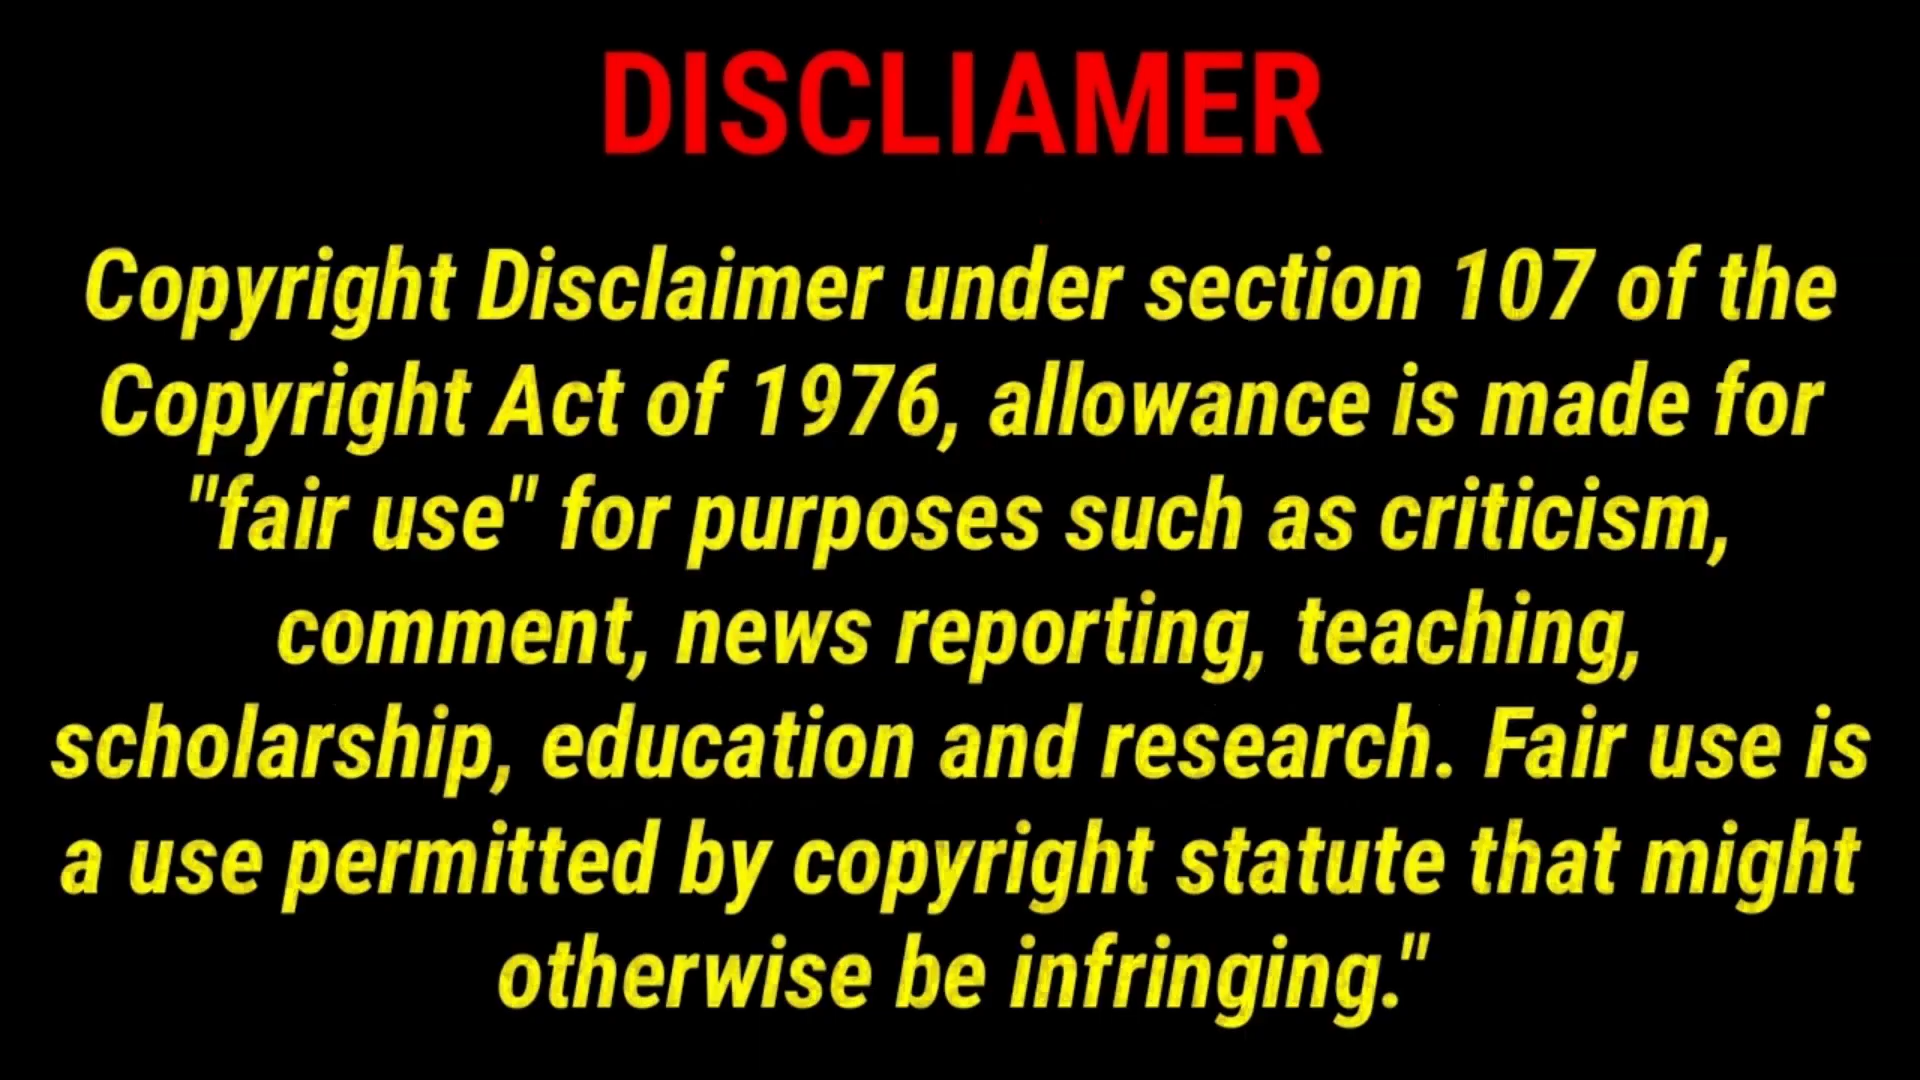 DISCLIAMER
Copyright Disclaimer under section 107 of the
Copyright Act of 1976, allowance is made for
"fair use" for purposes such as criticism,
comment, news reporting, teaching,
scholarship, education and research. Fair use is
a use permitted by copyright statute that might
otherwise be infringing."